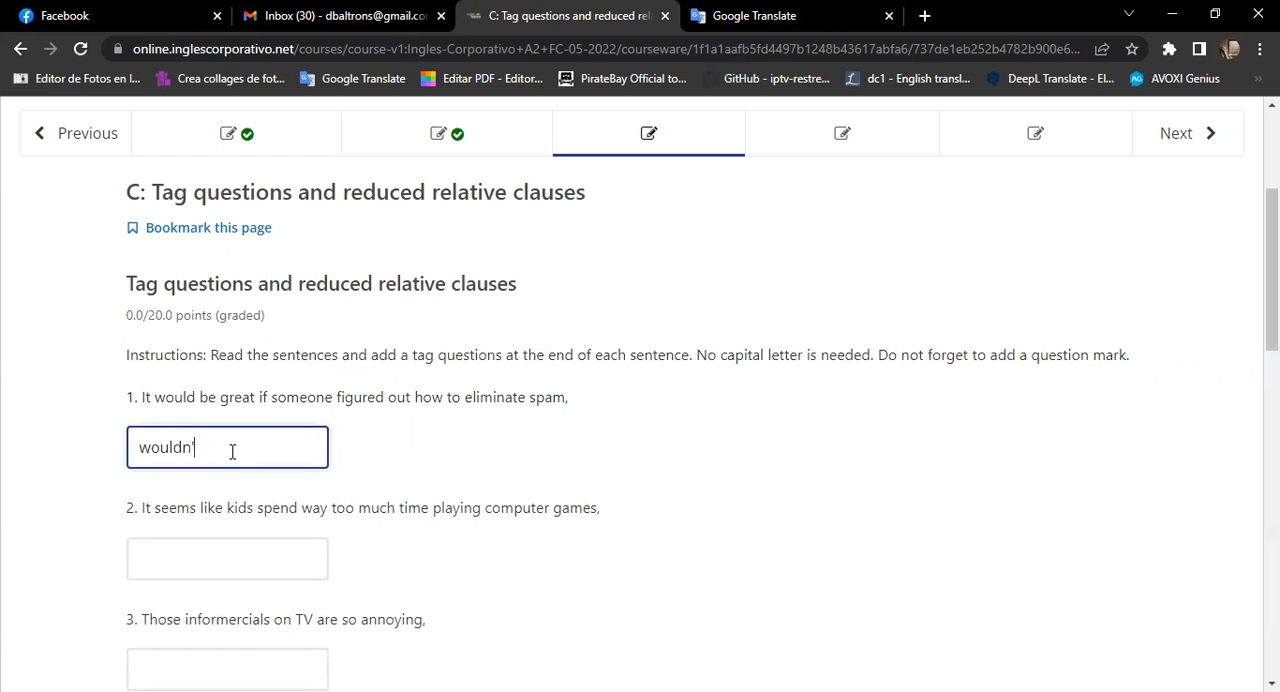 Facebook
Inbox (30) - dbaltrons@gmail.co
C: Tag questions and reduced rel
Google Translate
online.inglescorporativo.net/courses/course-v1:Ingles-Corporativo+A2+FC-05-2022/courseware/1f1a1aafb5fd4497b1248b43617abfa6/737de1eb252b4782b900e6...
Editor de Fotos en l...
Crea collages de fot...
Google Translate
Editar PDF - Editor...
PirateBay Official to...
GitHub - iptv-restre...
dc1 - English transl...
DeepL Translate - El...
AVOXI Genius
»
Previous
Next
C: Tag questions and reduced relative clauses
Bookmark this page
Tag questions and reduced relative clauses
0.0/20.0 points (graded)
Instructions: Read the sentences and add a tag questions at the end of each sentence. No capital letter is needed. Do not forget to add a question mark.
1. It would be great if someone figured out how to eliminate spam,
wouldn'
2. It seems like kids spend way too much time playing computer games,
3. Those informercials on TV are so annoying,